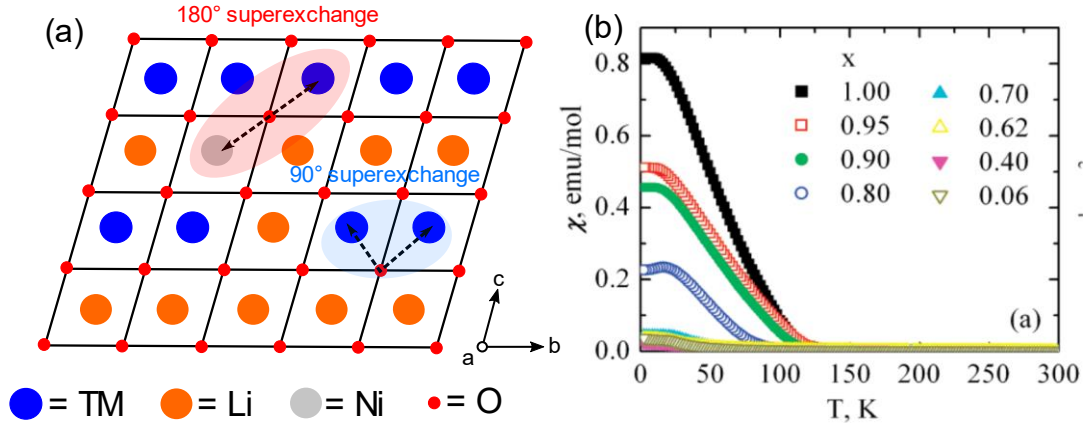 (a)
180° superexchange
90° superexchange
c
a
b
= TM = Li = Ni = O
(b)
χ, emu/mol
0.8
0.6
0.4
0.2
0.0
x
1.00 0.70
0.95 0.62
0.90 0.40
0.80 0.06
(a)
0 50 100 150 200 250 300
T, K